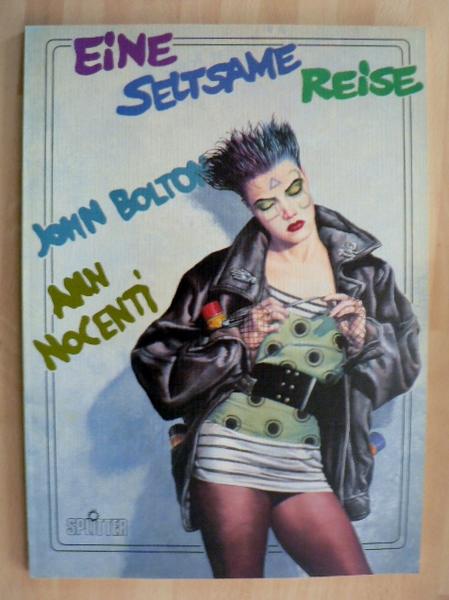 EINE
SELTSAME
REISE
JOHN BOLTON
ANN
NOCENTI
SPLITTER